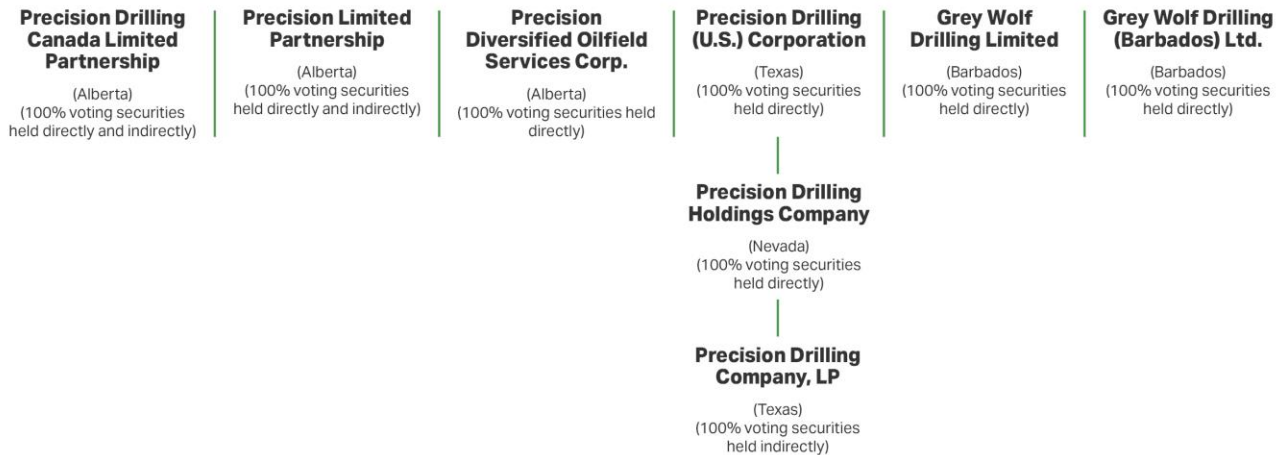 Precision Drilling
Canada Limited
Partnership
(Alberta)
(100% voting securities
held directly and indirectly)
Precision Limited
Partnership
(Alberta)
(100% voting securities
held directly and indirectly)
Precision
Diversified Oilfield
Services Corp.
(Alberta)
(100% voting securities held
directly)
Precision Drilling
(U.S.) Corporation
(Texas)
(100% voting securities
held directly)
Grey Wolf
Drilling Limited
(Barbados)
(100% voting securities
held directly)
Grey Wolf Drilling
(Barbados) Ltd.
(Barbados)
(100% voting securities
held directly)
Precision Drilling
Holdings Company
(Nevada)
(100% voting securities
held directly)
Precision Drilling
Company, LP
(Texas)
(100% voting securities
held indirectly)